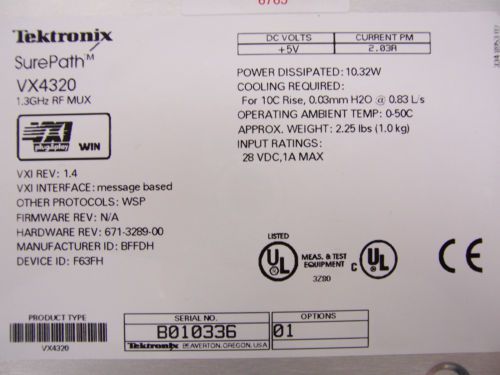 6765
Tektronix
SurePath™
VX4320
1.3GHz RF MUX
VXI
plug&play
WIN
VXI REV: 1.4
VXI INTERFACE: message based
OTHER PROTOCOLS: WSP
FIRMWARE REV: N/A
HARDWARE REV: 671-3289-00
MANUFACTURER ID: BFFDH
DEVICE ID: F63FH
DC VOLTS CURRENT PM
+5V 2.03A
POWER DISSIPATED: 10.32W
COOLING REQUIRED:
For 10C Rise, 0.03mm H2O @ 0.83 L/s
OPERATING AMBIENT TEMP: 0-50C
APPROX. WEIGHT: 2.25 lbs (1.0 kg)
INPUT RATINGS:
28 VDC,1A MAX
LISTED
UL
MEAS. & TEST
EQUIPMENT
3Z80
C UL
CE
PRODUCT TYPE
VX4320
SERIAL NO. OPTIONS
B010336 01
Tektronix BEAVERTON, OREGON, USA